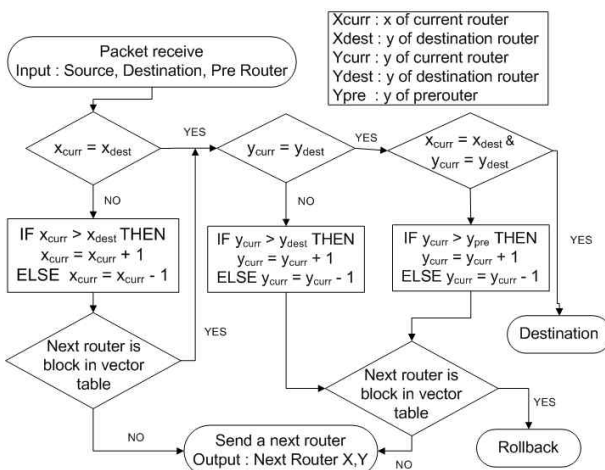 Packet receive
Input : Source, Destination, Pre Router
Xcurr : x of current router
Xdest : y of destination router
Ycurr : y of current router
Ydest : y of destination router
Ypre : y of prerouter
xcurr = xdest
YES
ycurr = ydest
YES
xcurr = xdest &
ycurr = ydest
NO
NO
YES
IF xcurr > xdest THEN
xcurr = xcurr + 1
ELSE xcurr = xcurr - 1
IF ycurr > ydest THEN
ycurr = ycurr + 1
ELSE ycurr = ycurr - 1
IF ycurr > ypre THEN
ycurr = ycurr + 1
ELSE ycurr = ycurr - 1
YES
Destination
Next router is
block in vector
table
Next router is
block in vector
table
YES
NO
Send a next router
Output : Next Router X,Y
NO
Rollback